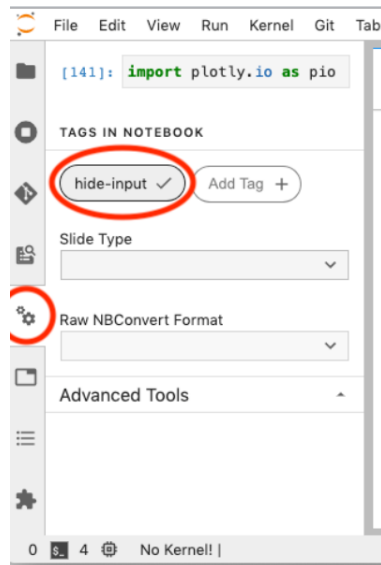 File Edit View Run Kernel Git Tab
[141]: import plotly.io as pio
TAGS IN NOTEBOOK
hide-input Add Tag +
Slide Type
Raw NBConvert Format
Advanced Tools
0 $_ 4 No Kernel! |